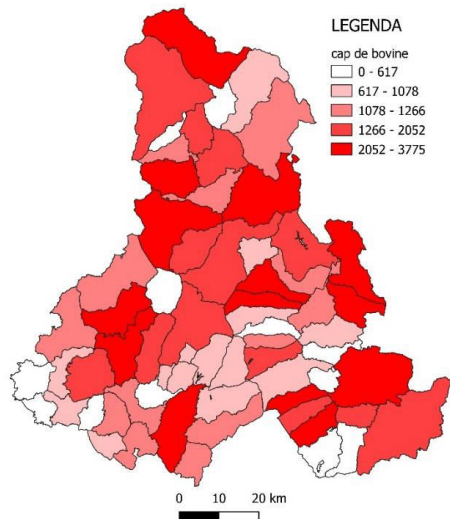 LEGENDA
cap de bovine
0 - 617
617 - 1078
1078 - 1266
1266 - 2052
2052 - 3775
0 10 20 km